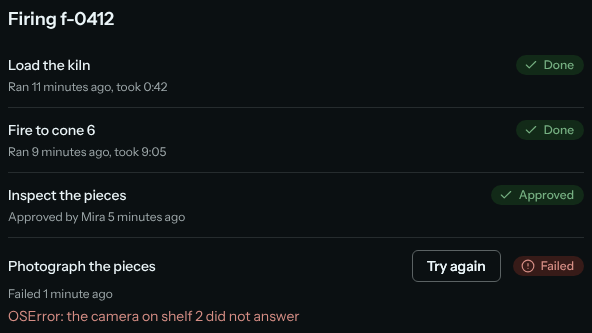 Firing f-0412
Load the kiln
Done
Ran 11 minutes ago, took 0:42
Fire to cone 6
Done
Ran 9 minutes ago, took 9:05
Inspect the pieces
Approved
Approved by Mira 5 minutes ago
Photograph the pieces
Try again
Failed
Failed 1 minute ago
OSError: the camera on shelf 2 did not answer